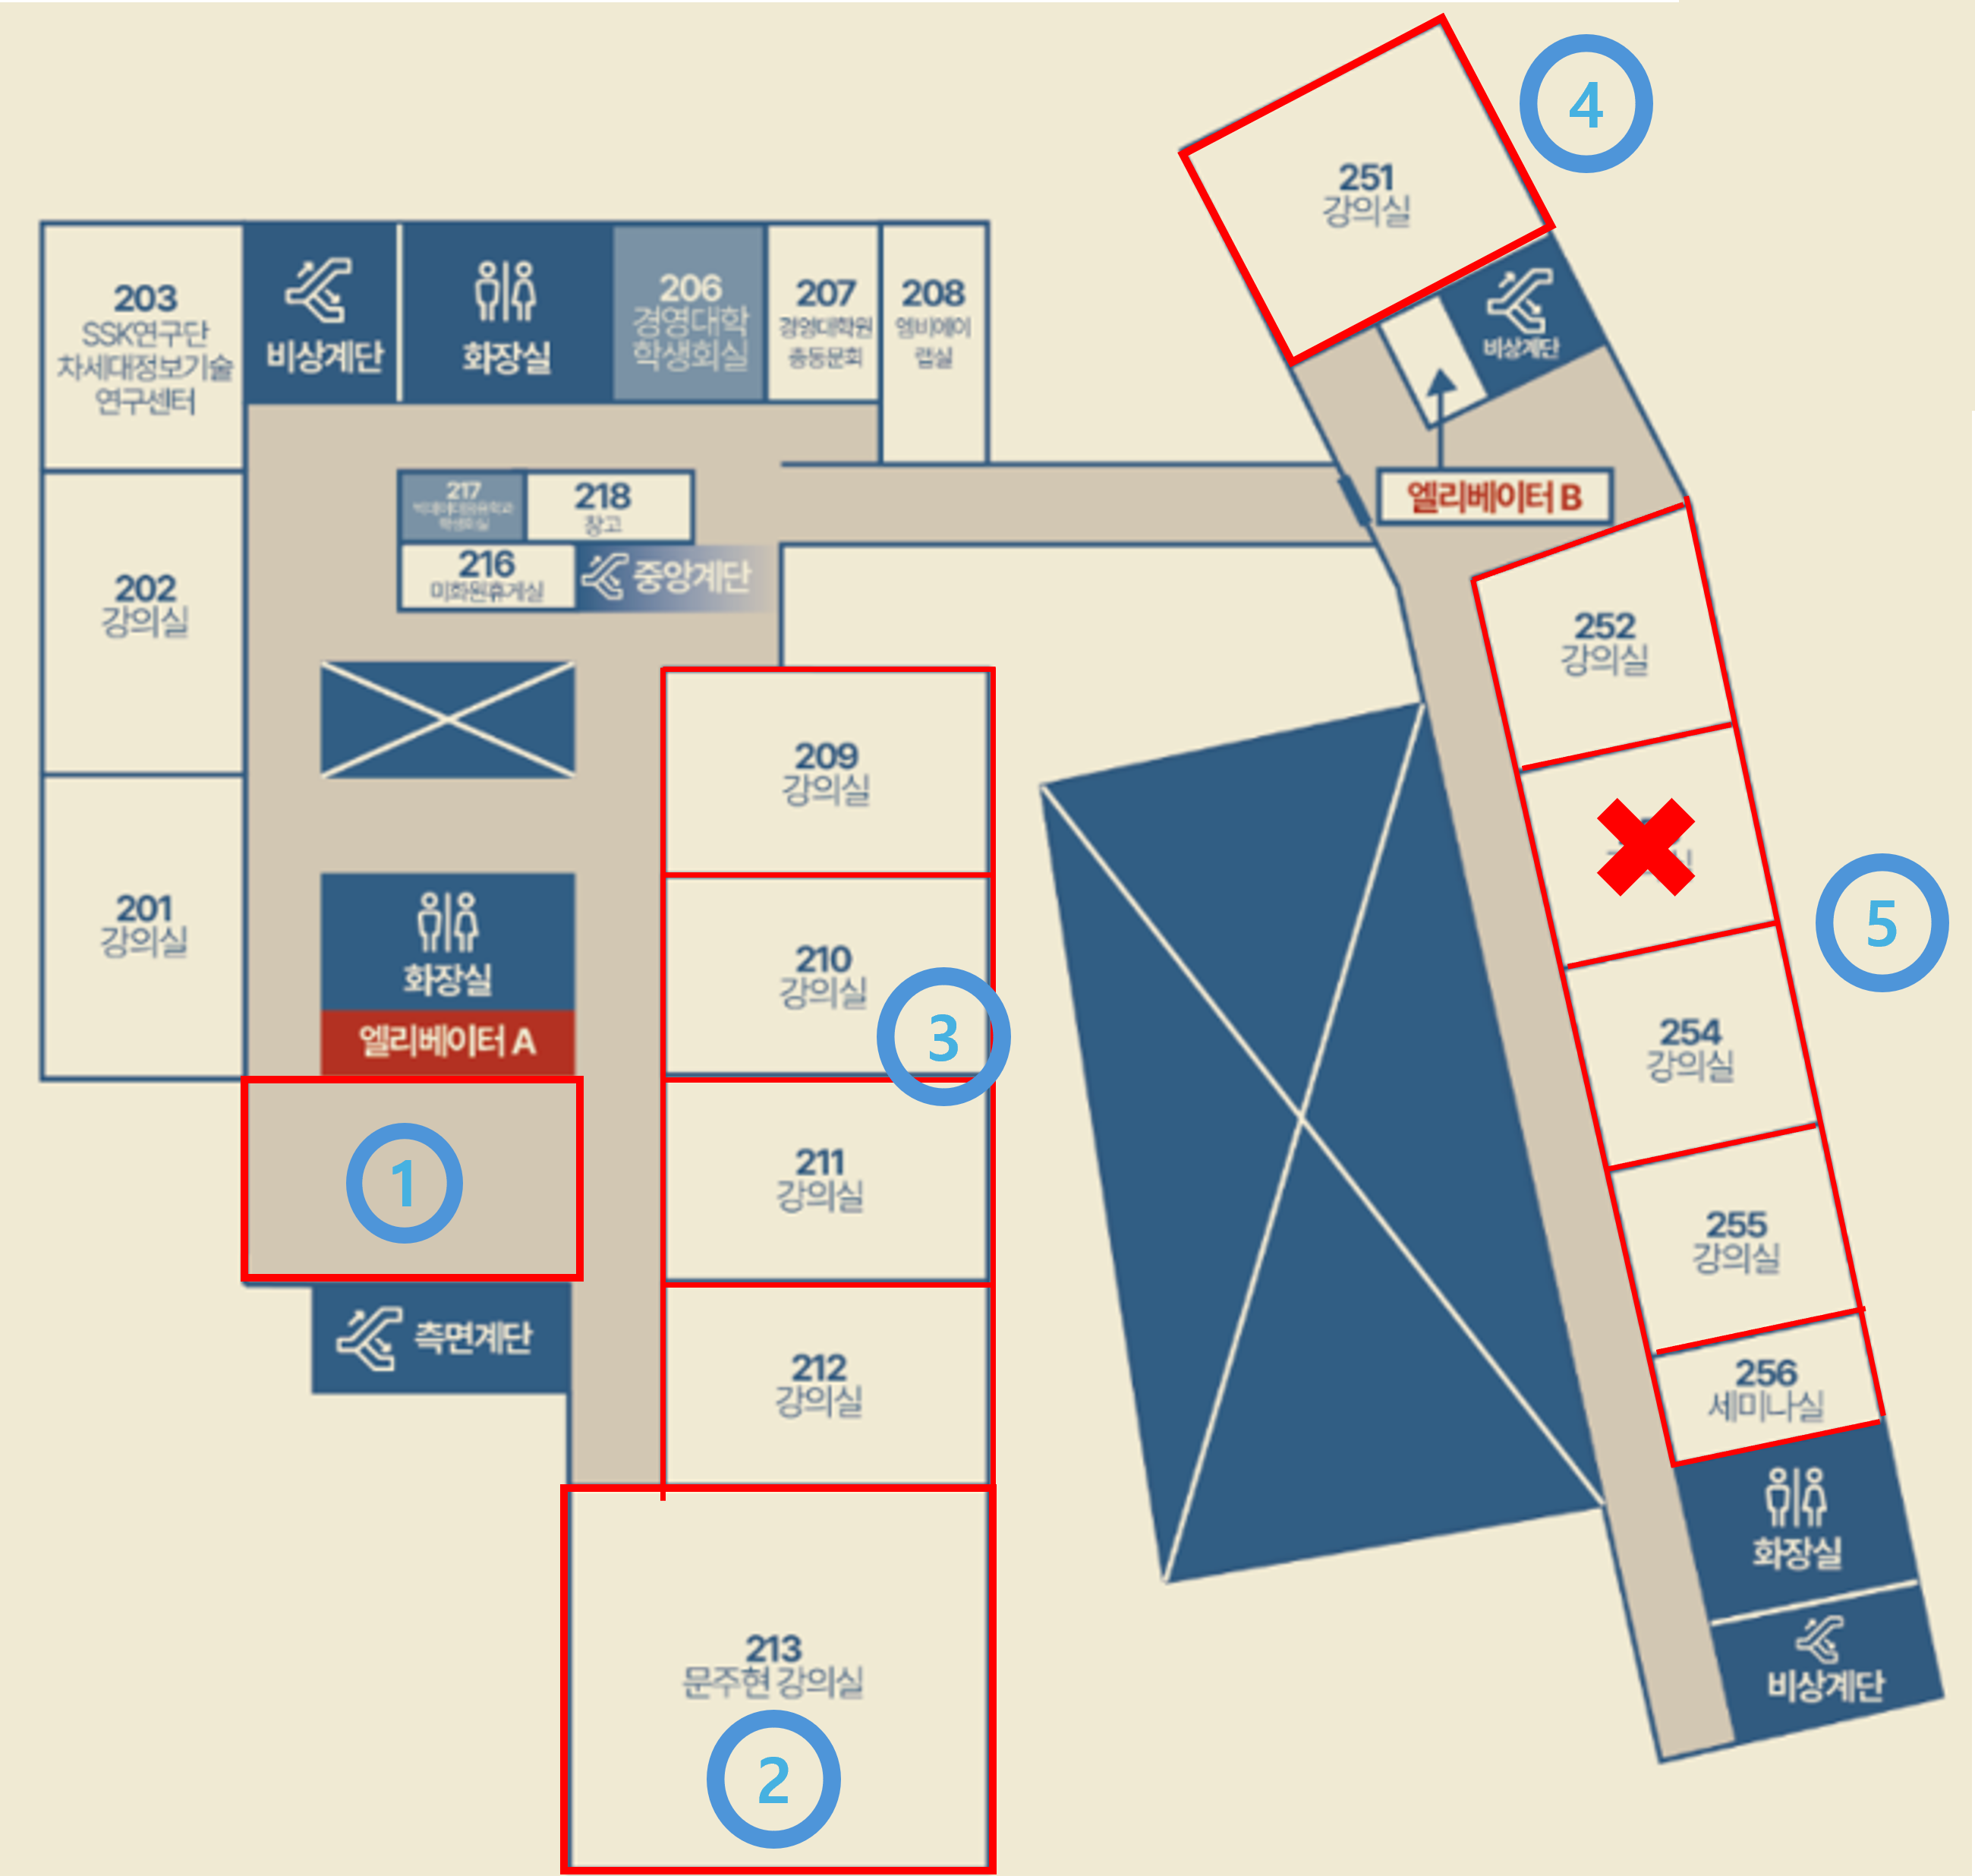 251
강의실
4
203
SSK연구단
차세대정보기술
연구센터
비상계단
화장실
206
경영대학
학생회실
207
경영대학원
총동문회
208
엠비에이
랩실
비상계단
217
학생회실
218
창고
엘리베이터 B
216
미화원휴게실
중앙계단
202
강의실
252
강의실
209
강의실
201
강의실
화장실
엘리베이터 A
210
강의실
3
5
254
강의실
1
211
강의실
255
강의실
측면계단
212
강의실
256
세미나실
화장실
213
문주현 강의실
2
비상계단